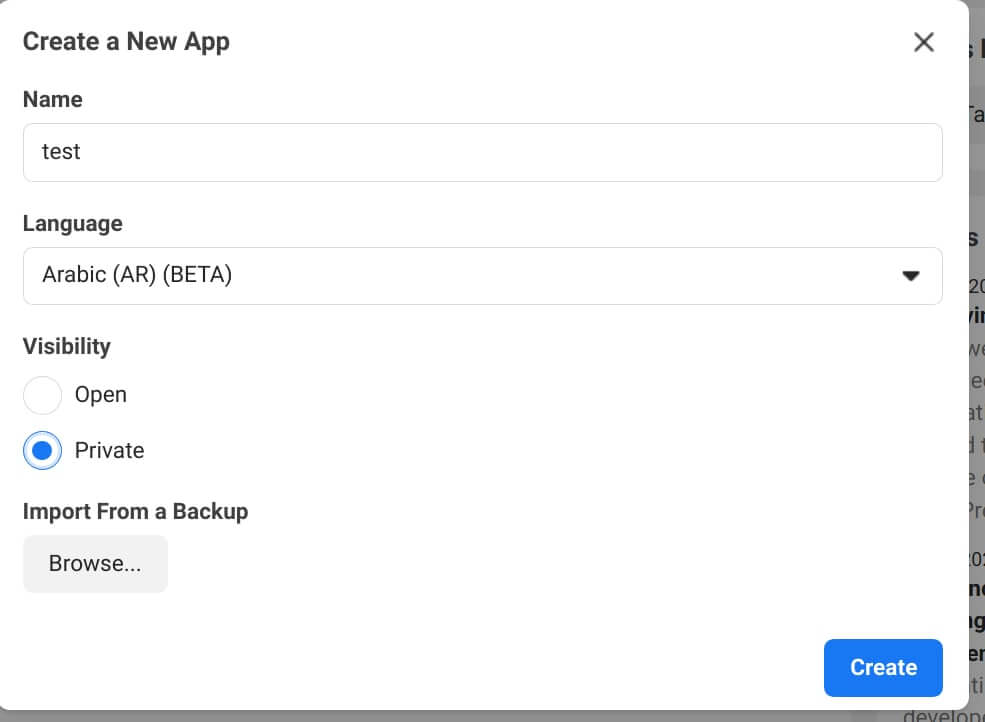 Create a New App
Name
test
Language
Arabic (AR) (BETA)
Visibility
Open
Private
Import From a Backup
Browse...
Create